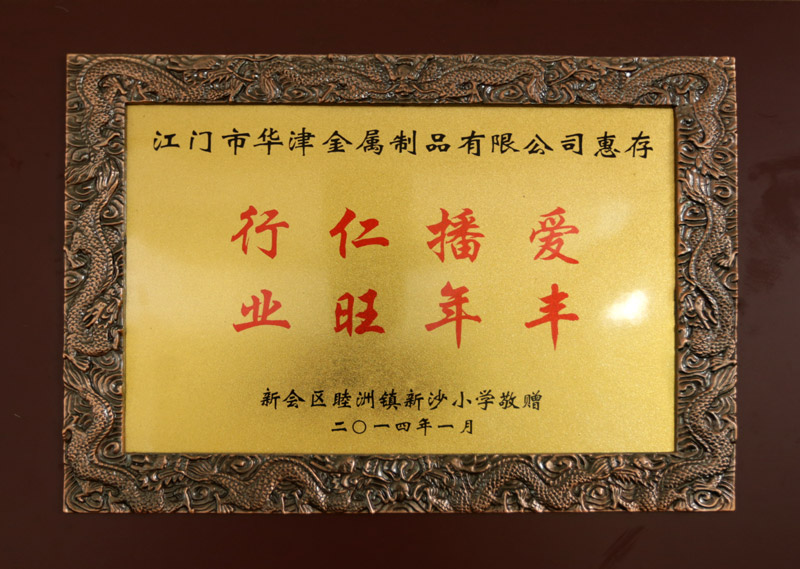 江门市华津金属制品有限公司惠存
行仁播爱
业旺年丰
新会区睦洲镇新沙小学敬赠
二〇一四年一月